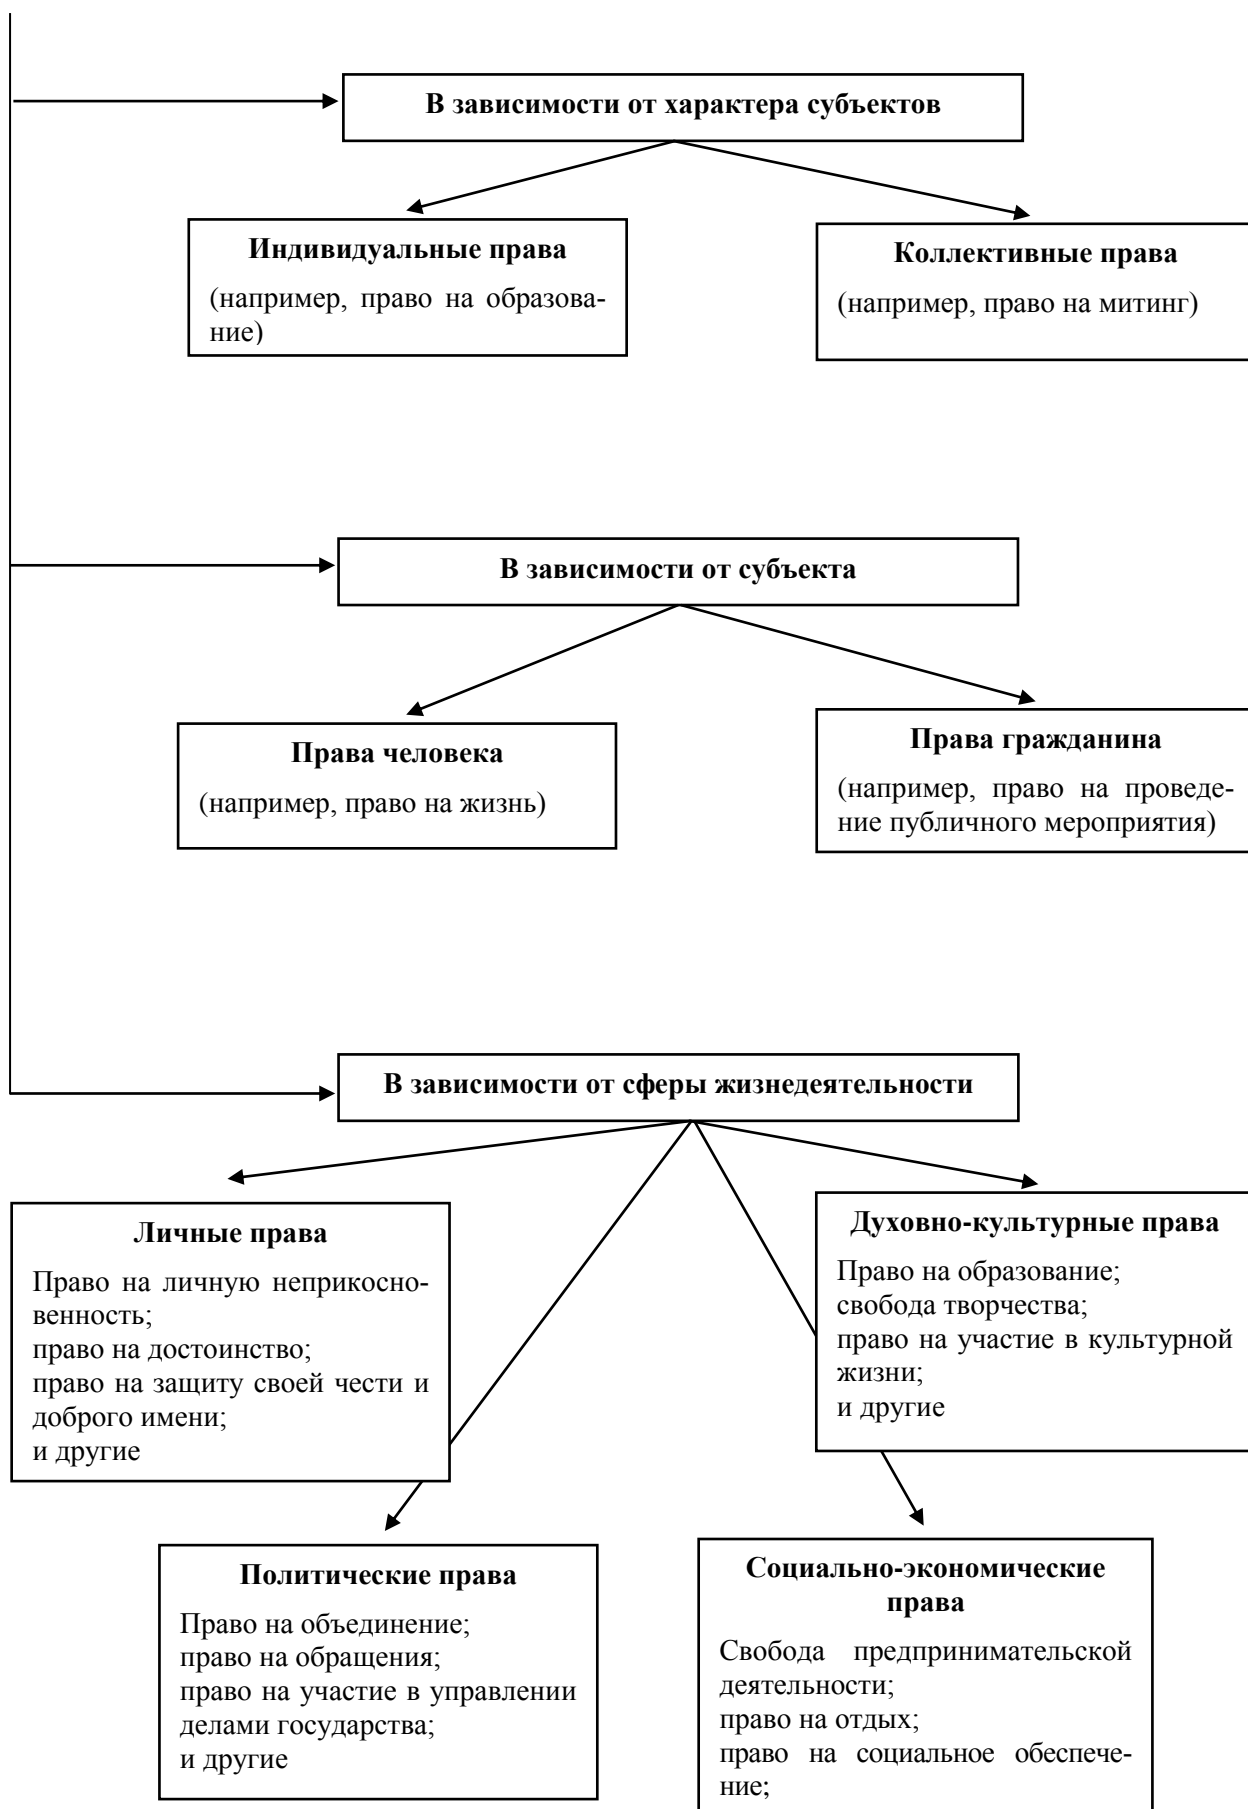 В зависимости от характера субъектов
Индивидуальные права
(например, право на образова-
ние)
Коллективные права
(например, право на митинг)
В зависимости от субъекта
Права человека
(например, право на жизнь)
Права гражданина
(например, право на проведе-
ние публичного мероприятия)
В зависимости от сферы жизнедеятельности
Личные права
Право на личную неприкосно-
венность;
право на достоинство;
право на защиту своей чести и
доброго имени;
и другие
Духовно-культурные права
Право на образование;
свобода творчества;
право на участие в культурной
жизни;
и другие
Политические права
Право на объединение;
право на обращения;
право на участие в управлении
делами государства;
и другие
Социально-экономические
права
Свобода предпринимательской
деятельности;
право на отдых;
право на социальное обеспече-
ние;